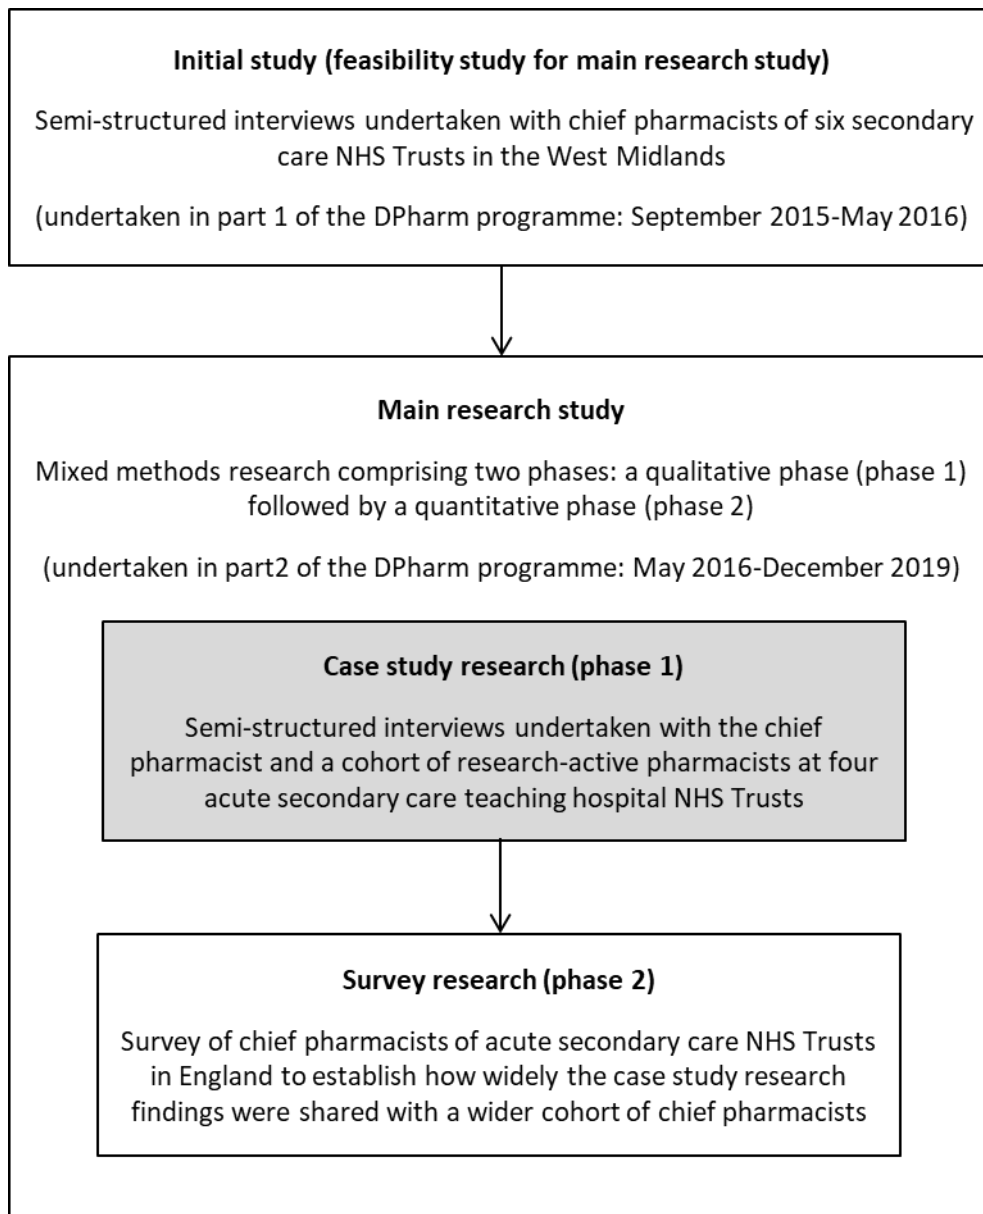 Initial study (feasibility study for main research study)
Semi-structured interviews undertaken with chief pharmacists of six secondary
care NHS Trusts in the West Midlands
(undertaken in part 1 of the DPharm programme: September 2015-May 2016)
Main research study
Mixed methods research comprising two phases: a qualitative phase (phase 1)
followed by a quantitative phase (phase 2)
(undertaken in part2 of the DPharm programme: May 2016-December 2019)
Case study research (phase 1)
Semi-structured interviews undertaken with the chief
pharmacist and a cohort of research-active pharmacists at four
acute secondary care teaching hospital NHS Trusts
Survey research (phase 2)
Survey of chief pharmacists of acute secondary care NHS Trusts
in England to establish how widely the case study research
findings were shared with a wider cohort of chief pharmacists